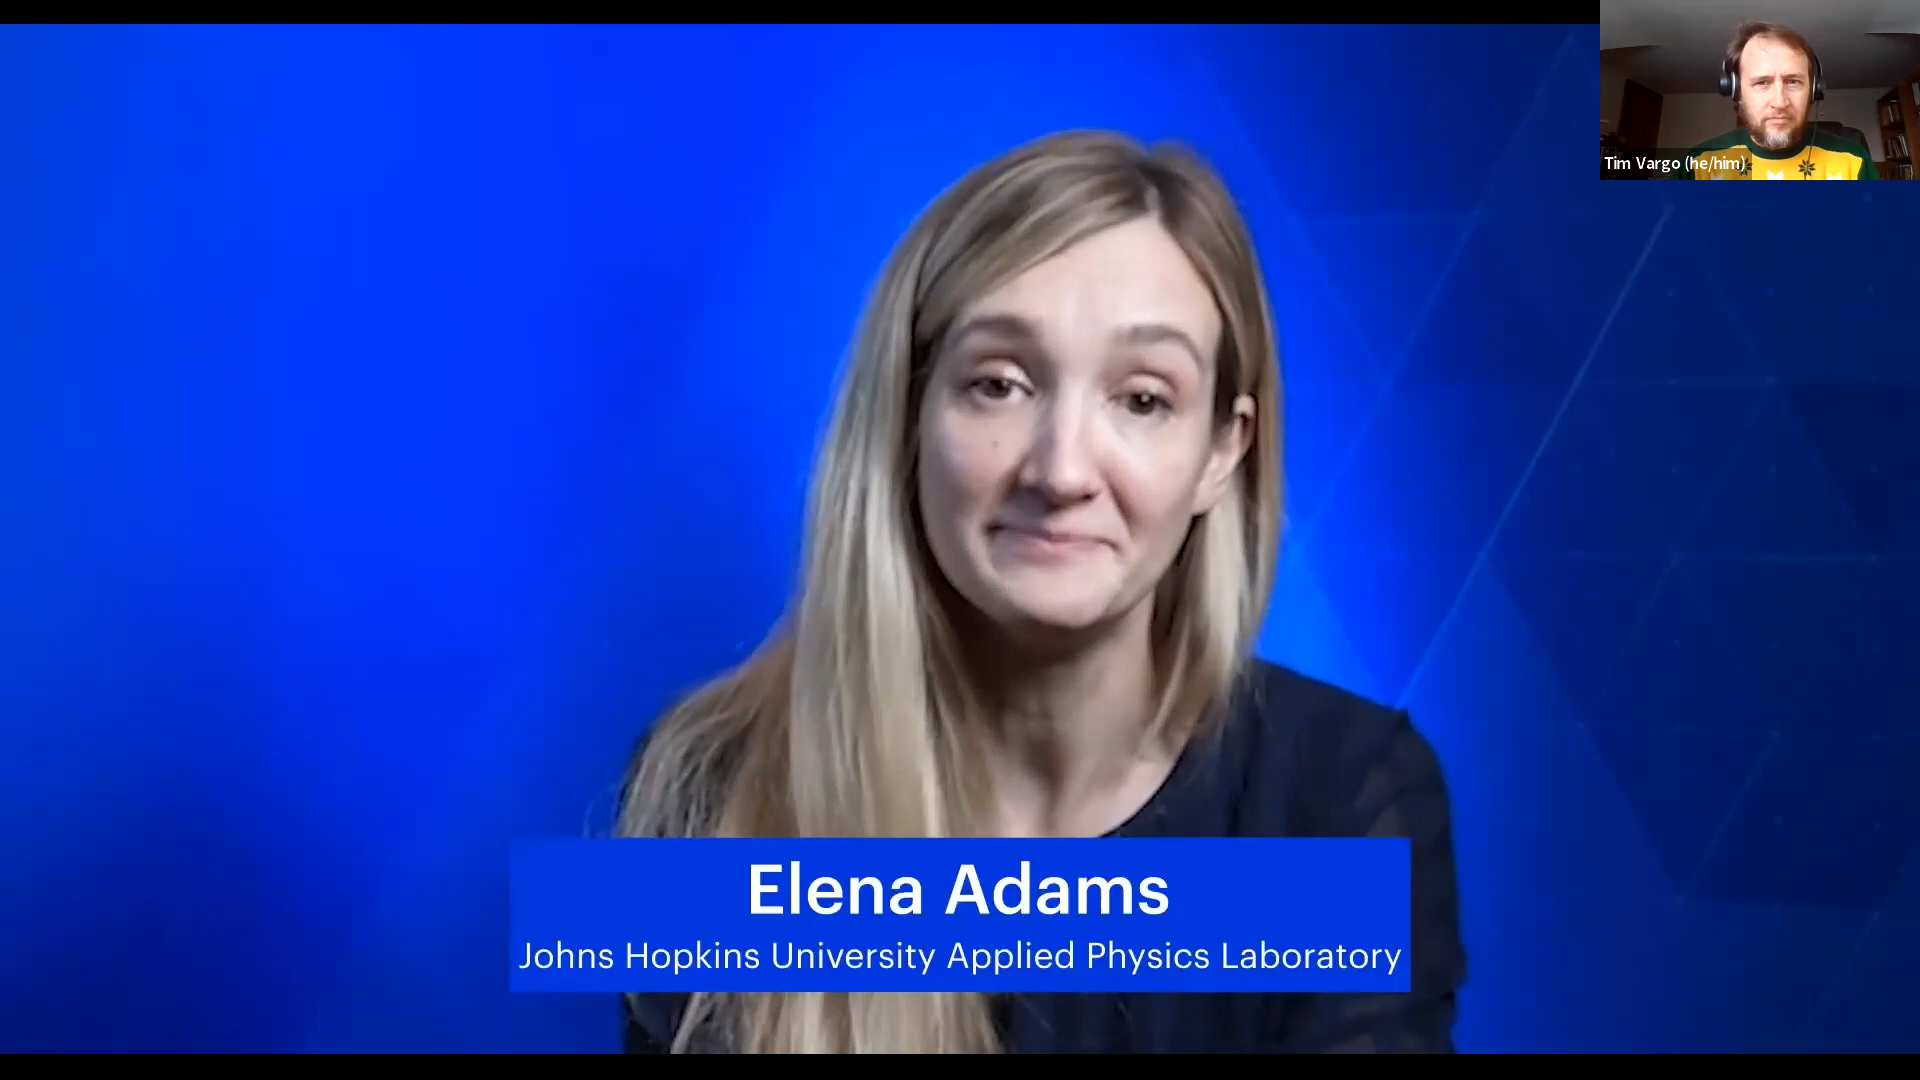 Tim Vargo (he/him)
Elena Adams
Johns Hopkins University Applied Physics Laboratory